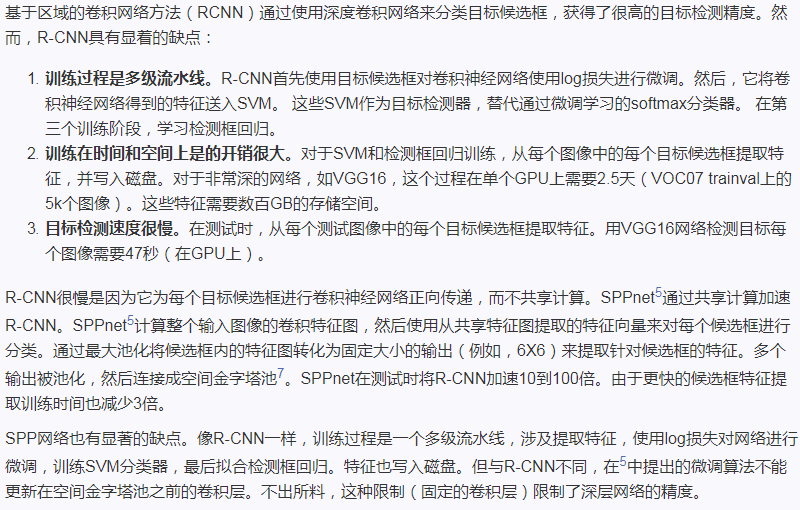 基于区域的卷积网络方法（RCNN）通过使用深度卷积网络来分类目标候选框，获得了很高的目标检测精度。然
而，R-CNN具有显着的缺点：
1. 训练过程是多级流水线。R-CNN首先使用目标候选框对卷积神经网络使用log损失进行微调。然后，它将卷
积神经网络得到的特征送入SVM。 这些SVM作为目标检测器，替代通过微调学习的softmax分类器。 在第
三个训练阶段，学习检测框回归。
2. 训练在时间和空间上是的开销很大。对于SVM和检测框回归训练，从每个图像中的每个目标候选框提取特
征，并写入磁盘。对于非常深的网络，如VGG16，这个过程在单个GPU上需要2.5天（VOC07 trainval上的
5k个图像）。这些特征需要数百GB的存储空间。
3. 目标检测速度很慢。在测试时，从每个测试图像中的每个目标候选框提取特征。用VGG16网络检测目标每
个图像需要47秒（在GPU上）。
R-CNN很慢是因为它为每个目标候选框进行卷积神经网络正向传递，而不共享计算。SPPnet5通过共享计算加速
R-CNN。SPPnet5计算整个输入图像的卷积特征图，然后使用从共享特征图提取的特征向量来对每个候选框进行
分类。通过最大池化将候选框内的特征图转化为固定大小的输出（例如，6X6）来提取针对候选框的特征。多个
输出被池化，然后连接成空间金字塔池7。SPPnet在测试时将R-CNN加速10到100倍。由于更快的候选框特征提
取训练时间也减少3倍。
SPP网络也有显著的缺点。像R-CNN一样，训练过程是一个多级流水线，涉及提取特征，使用log损失对网络进行
微调，训练SVM分类器，最后拟合检测框回归。特征也写入磁盘。但与R-CNN不同，在5中提出的微调算法不能
更新在空间金字塔池之前的卷积层。不出所料，这种限制（固定的卷积层）限制了深层网络的精度。